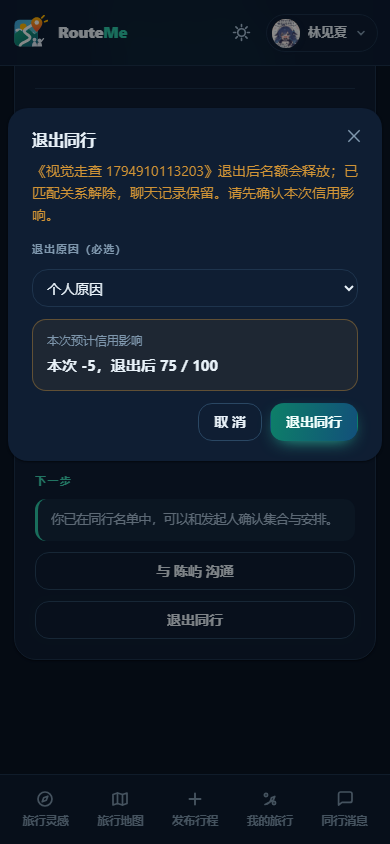 RouteMe
林见夏
退出同行
《视觉走查 1794910113203》退出后名额会释放；已
匹配关系解除，聊天记录保留。请先确认本次信用影
响。
退出原因（必选）
个人原因
本次预计信用影响
本次 -5，退出后 75 / 100
取 消
退出同行
下一步
你已在同行名单中，可以和发起人确认集合与安排。
与 陈屿 沟通
退出同行
旅行灵感
旅行地图
发布行程
我的旅行
同行消息